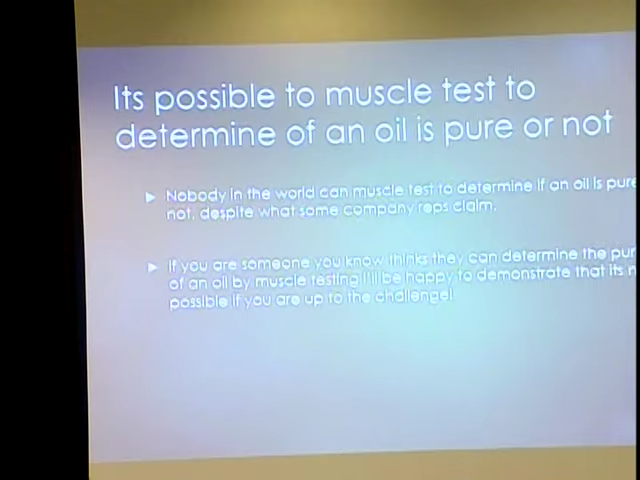 Its possible to muscle test to
determine of an oil is pure or not
Nobody in the world can muscle test to determine if an oil is pure
not, despite what some company reps claim.
If you are someone you know thinks they can determine the pur
of an oil by muscle testing I'll be happy to demonstrate that its n
possible if you are up to the challenge!